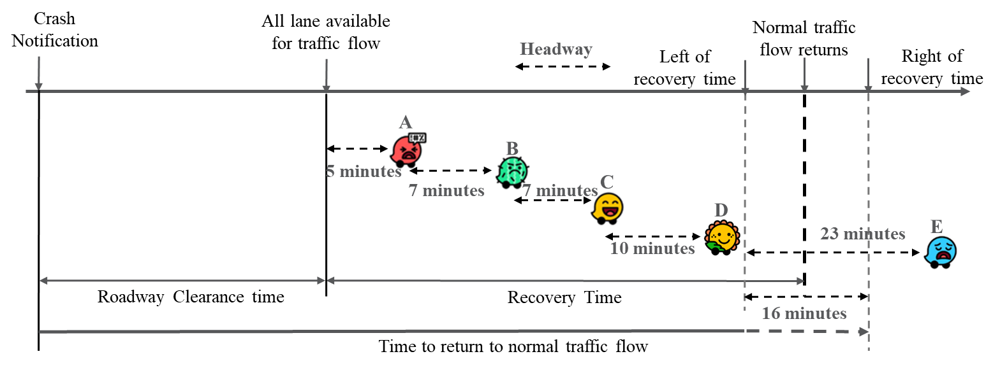 Crash
Notification
All lane available
for traffic flow
Headway
Left of
recovery time
Normal traffic
flow returns
Right of
recovery time
A
!#%
5 minutes
B
7 minutes
7 minutes
C
D
10 minutes
23 minutes
E
Roadway Clearance time
Recovery Time
16 minutes
Time to return to normal traffic flow